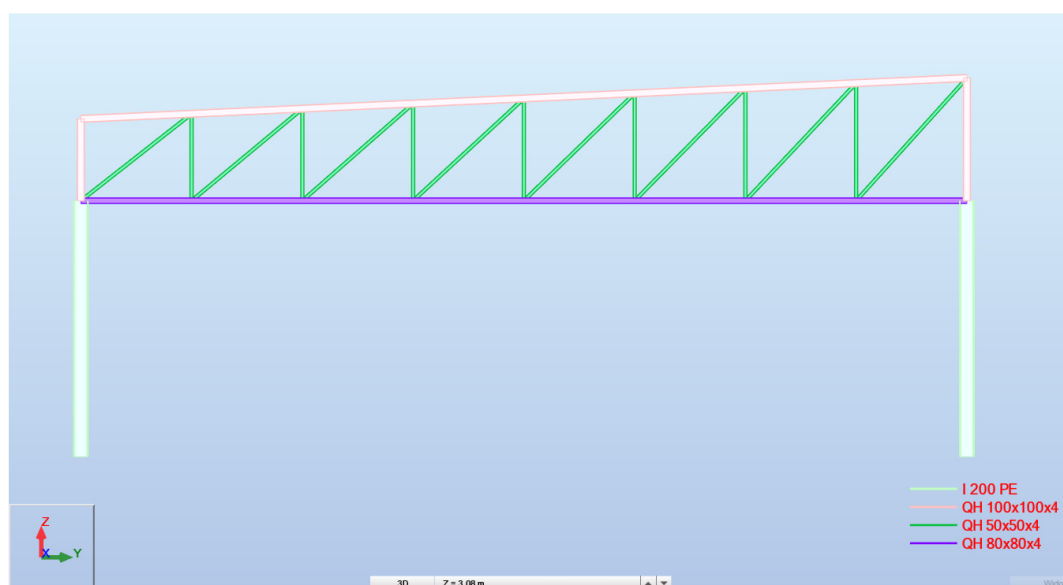 I 200 PE
QH 100x100x4
QH 50x50x4
QH 80x80x4
Z
X
Y
3D Z = 3.08 m